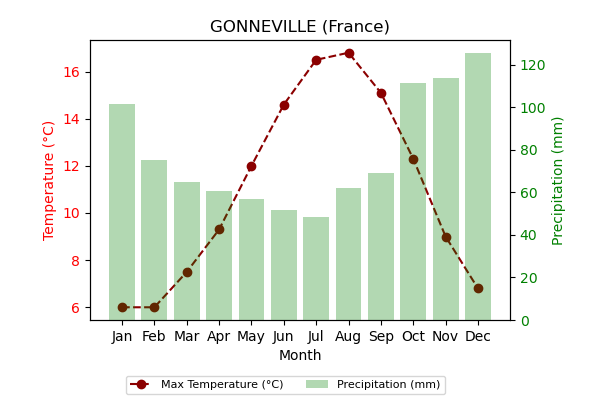 GONNEVILLE (France)
Temperature (°C)
16
14
12
10
8
6
120
100
80
60
40
20
0
Precipitation (mm)
Jan Feb Mar Apr May Jun Jul Aug Sep Oct Nov Dec
Month
Max Temperature (°C) Precipitation (mm)